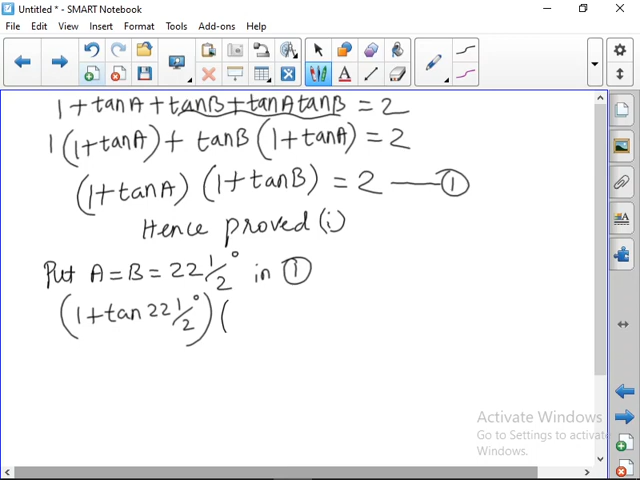 Untitled * - SMART Notebook
File Edit View Insert Format Tools Add-ons Help
1 + tanA + tanB + tanA tanB = 2
1 (1+tanA) + tanB (1+tanA) = 2
(1+tanA) (1+tanB) = 2 —— ①
Hence proved (i)
Put A = B = 22 1/2° in ①
(1 + tan 22 1/2°) (
Activate Windows
Go to Settings to activate
Windows.